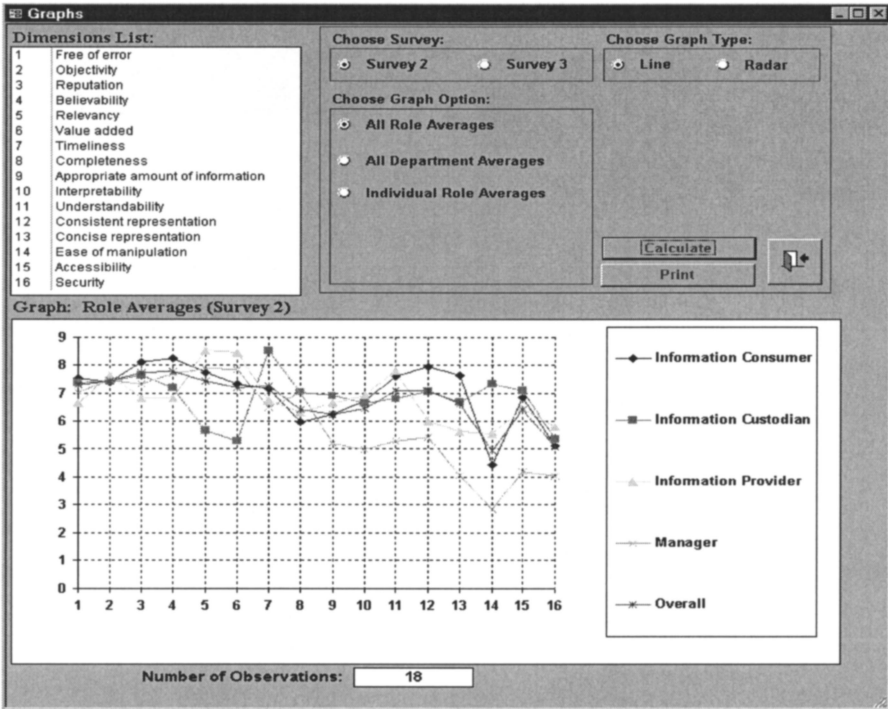 Graphs
Dimensions List:
1 Free of error
2 Objectivity
3 Reputation
4 Believability
5 Relevancy
6 Value added
7 Timeliness
8 Completeness
9 Appropriate amount of information
10 Interpretability
11 Understandability
12 Consistent representation
13 Concise representation
14 Ease of manipulation
15 Accessibility
16 Security
Choose Survey:
Survey 2 Survey 3
Choose Graph Type:
Line Radar
Choose Graph Option:
All Role Averages
All Department Averages
Individual Role Averages
Calculate
Print
Graph: Role Averages (Survey 2)
9
8
7
6
5
4
3
2
1
0
1 2 3 4 5 6 7 8 9 10 11 12 13 14 15 16
Information Consumer
Information Custodian
Information Provider
Manager
Overall
Number of Observations: 18